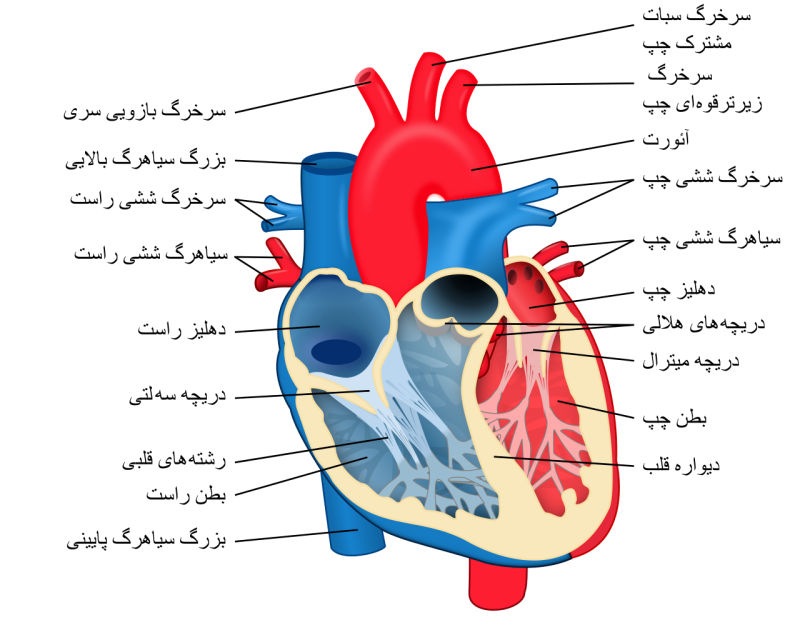 سرخرگ سبات
مشترک چپ
سرخرگ
زیرترقوه‌ای چپ
آئورت
سرخرگ ششی چپ
سیاهرگ ششی چپ
دهلیز چپ
دریچه‌های هلالی
دریچه میترال
بطن چپ
دیواره قلب
سرخرگ بازویی سری
بزرگ سیاهرگ بالایی
سرخرگ ششی راست
سیاهرگ ششی راست
دهلیز راست
دریچه سه‌لتی
رشته‌های قلبی
بطن راست
بزرگ سیاهرگ پایینی